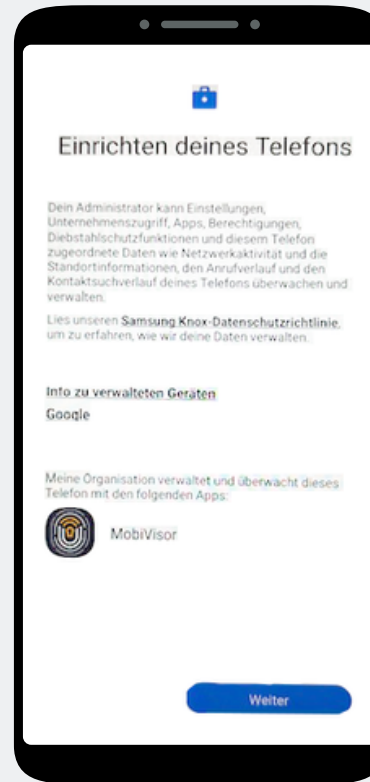 Einrichten deines Telefons
Dein Administrator kann Einstellungen,
Unternehmenszugriff, Apps, Berechtigungen,
Diebstahlschutzfunktionen und diesem Telefon
zugeordnete Daten wie Netzwerkaktivität und die
Standortinformationen, den Anrufverlauf und den
Kontaktsuchverlauf deines Telefons überwachen und
verwalten.
Lies unseren Samsung Knox-Datenschutzrichtlinie,
um zu erfahren, wie wir deine Daten verwalten.
Info zu verwalteten Geräten
Google
Meine Organisation verwaltet und überwacht dieses
Telefon mit den folgenden Apps:
MobiVisor
Weiter